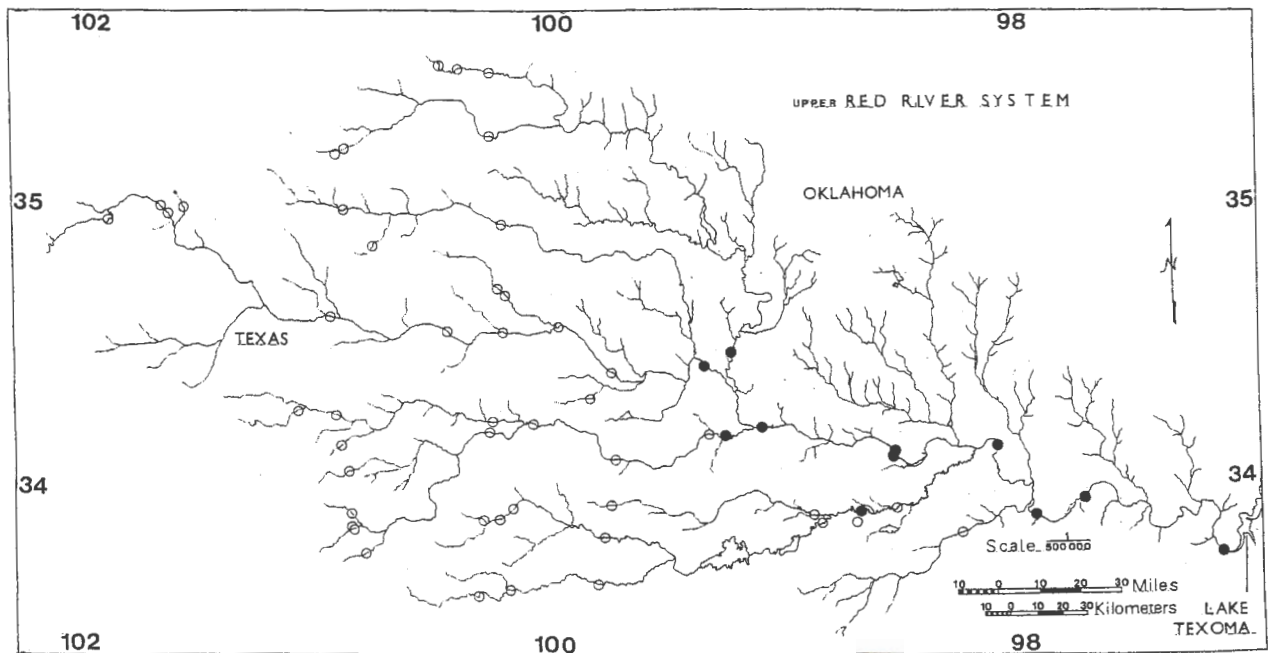 102 100 98
UPPER RED RIVER SYSTEM
OKLAHOMA
35 35
N
TEXAS
34 34
Scale 1
500000
10 0 10 20 30 Miles
10 0 10 20 30 Kilometers
LAKE
TEXOMA
102 100 98